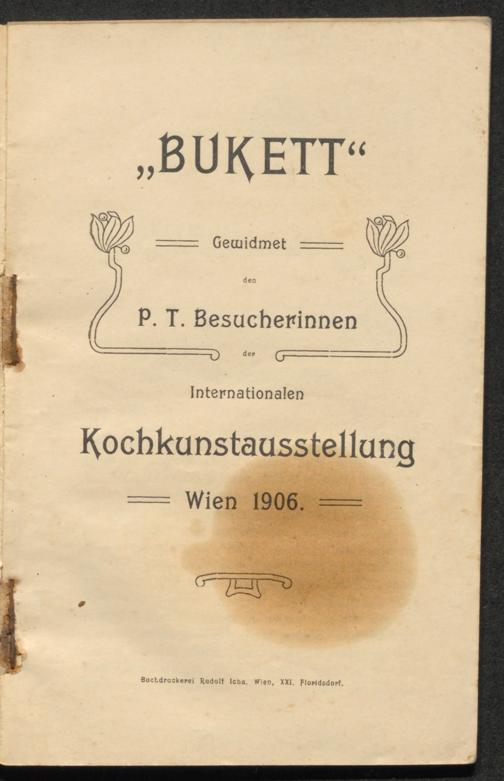 „BUKETT“
Gewidmet
den
P. T. Besucherinnen
der
Internationalen
Kochkunstausstellung
Wien 1906.
Buchdruckerei Rudolf Icha, Wien, XXI. Floridsdorf.